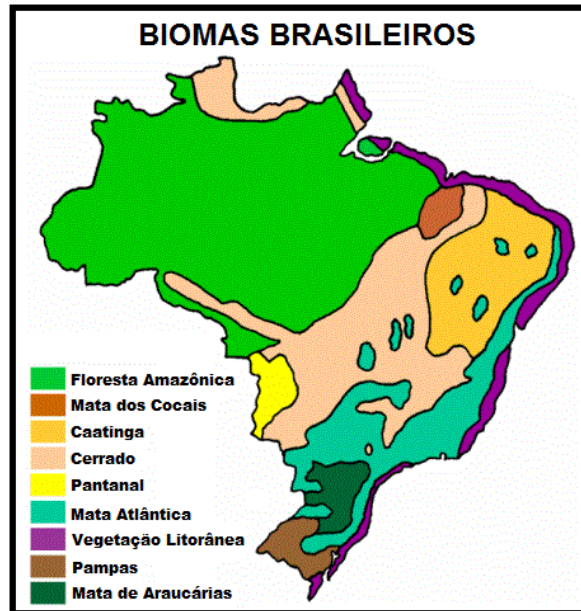 BIOMAS BRASILEIROS
Floresta Amazônica
Mata dos Cocais
Caatinga
Cerrado
Pantanal
Mata Atlântica
Vegetação Litorânea
Pampas
Mata de Araucárias